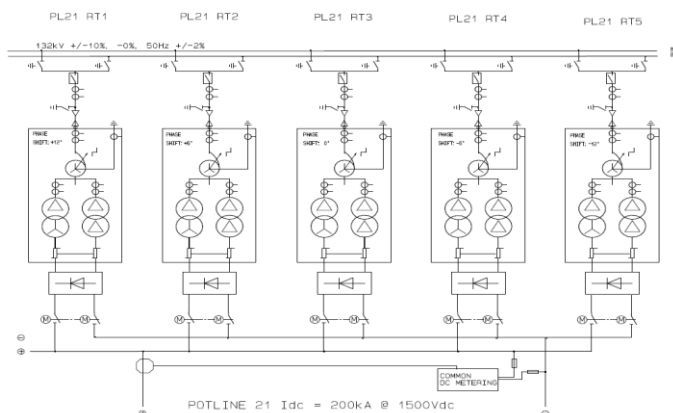 PL21 RT1
PL21 RT2
PL21 RT3
PL21 RT4
PL21 RT5
132kV +/-10%, -0%, 50Hz +/-2%
PHASE
SHIFT: +12°
PHASE
SHIFT: +6°
PHASE
SHIFT: 0°
PHASE
SHIFT: -6°
PHASE
SHIFT: -12°
M
M
M
M
M
M
M
M
M
M
COMMON
DC METERING
POTLINE 21 Idc = 200kA @ 1500Vdc